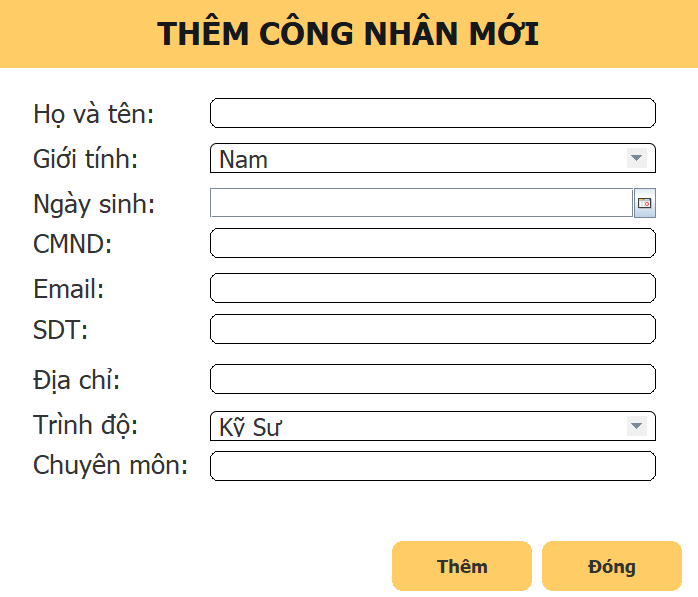 THÊM CÔNG NHÂN MỚI
Họ và tên:
Giới tính: Nam
Ngày sinh:
CMND:
Email:
SDT:
Địa chỉ:
Trình độ: Kỹ Sư
Chuyên môn:
Thêm Đóng